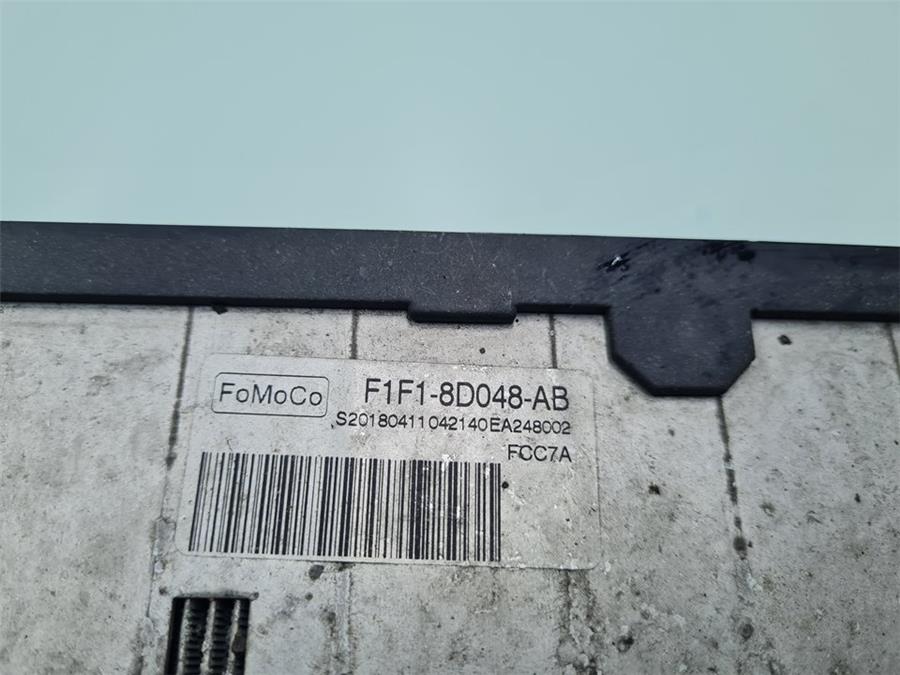 FoMoCo F1F1-8D048-AB
S20180411042140EA248002
FCC7A